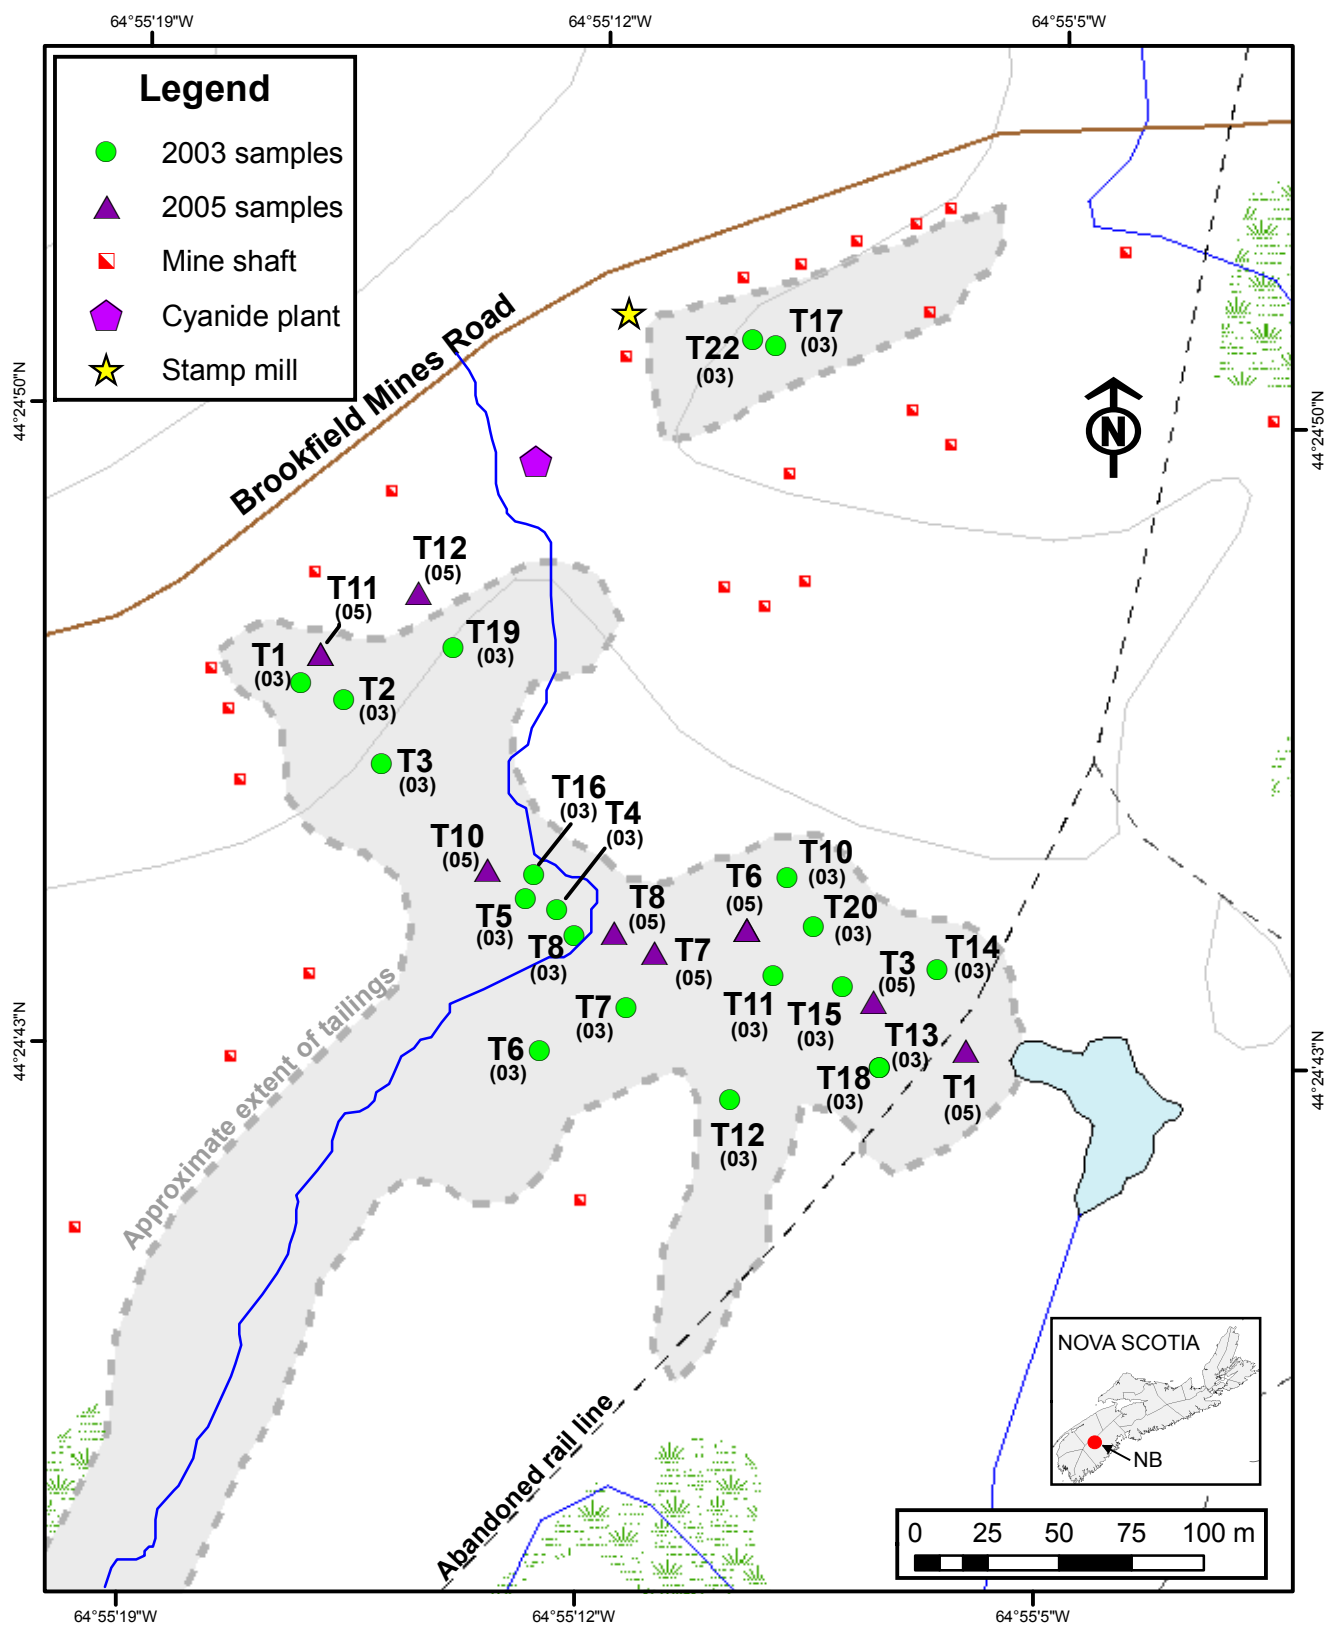 64°55'19"W
64°55'12"W
64°55'5"W
Legend
2003 samples
2005 samples
Mine shaft
Cyanide plant
Stamp mill
Brookfield Mines Road
T17
(03)
T22
(03)
44°24'50"N
44°24'50"N
N
T12
(05)
T11
(05)
T19
(03)
T1
(03)
T2
(03)
T3
(03)
T16
(03)
T4
(03)
T10
(05)
T10
(03)
T6
(05)
T8
(05)
T5
(03)
T20
(03)
T8
(03)
T7
(05)
T14
(03)
T3
(05)
T11
(03)
T15
(03)
T7
(03)
T13
(03)
T6
(03)
T18
(03)
T1
(05)
T12
(03)
44°24'43"N
44°24'43"N
Approximate extent of tailings
Abandoned rail line
NOVA SCOTIA
NB
0 25 50 75 100 m
64°55'19"W
64°55'12"W
64°55'5"W